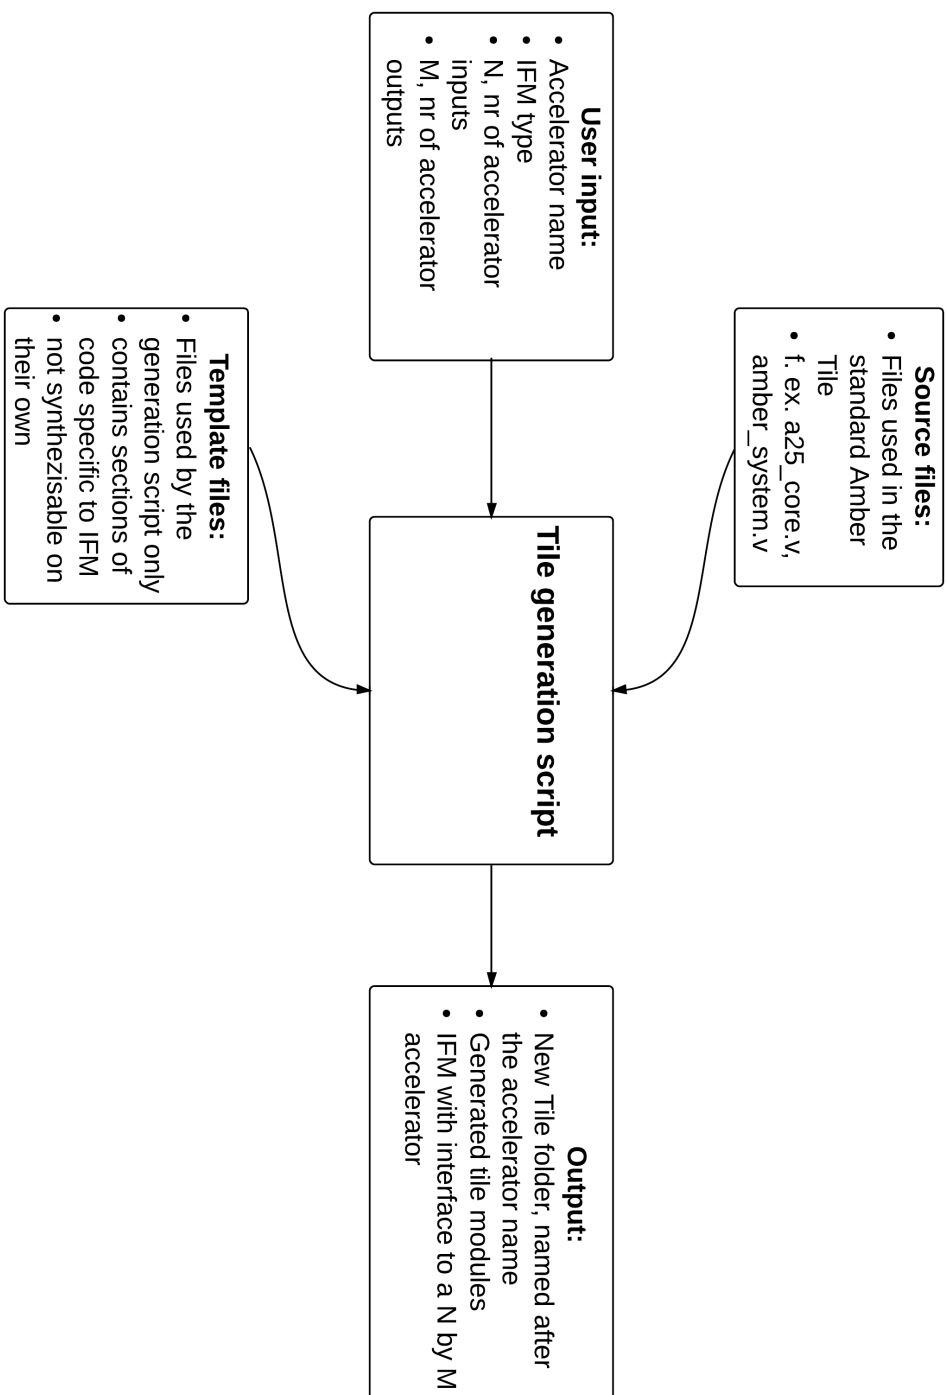 Source files:
• Files used in the
standard Amber
Tile
• f. ex. a25_core.v,
amber_system.v
User input:
• Accelerator name
• IFM type
• N, nr of accelerator
inputs
• M, nr of accelerator
outputs
Tile generation script
Output:
• New Tile folder, named after
the accelerator name
• Generated tile modules
• IFM with interface to a N by M
accelerator
Template files:
• Files used by the
generation script only
• contains sections of
code specific to IFM
• not synthezisable on
their own